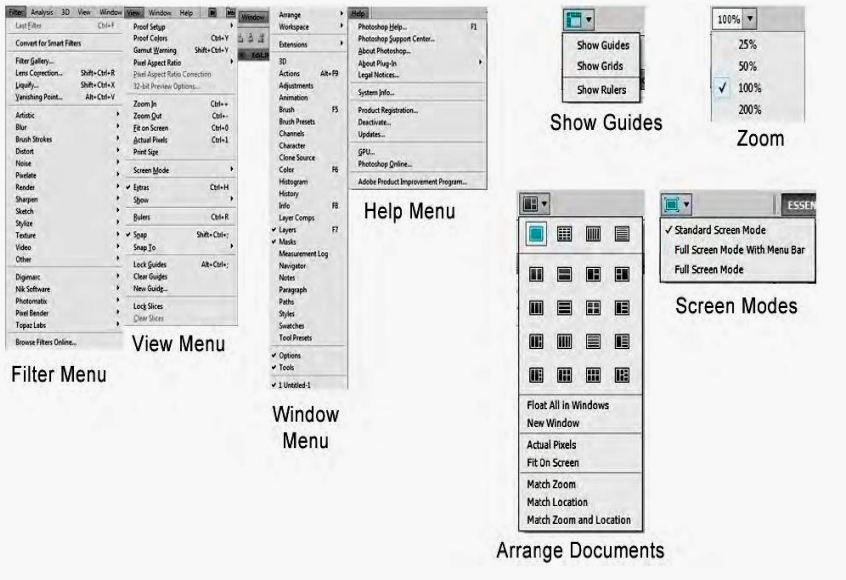 Filter Analysis 3D View Window
Last Filter Ctrl+F
Convert for Smart Filters
Filter Gallery...
Lens Correction... Shift+Ctrl+R
Liquify... Shift+Ctrl+X
Vanishing Point... Alt+Ctrl+V
Artistic
Blur
Brush Strokes
Distort
Noise
Pixelate
Render
Sharpen
Sketch
Stylize
Texture
Video
Other
Digimarc
Nik Software
Photomatix
Pixel Bender
Topaz Labs
Browse Filters Online...
Filter Menu
View Window Help
Proof Setup
Proof Colors Ctrl+Y
Gamut Warning Shift+Ctrl+Y
Pixel Aspect Ratio
Pixel Aspect Ratio Correction
32-bit Preview Options...
Zoom In Ctrl++
Zoom Out Ctrl+-
Fit on Screen Ctrl+0
Actual Pixels Ctrl+1
Print Size
Screen Mode
✓ Extras Ctrl+H
Show
Rulers Ctrl+R
✓ Snap Shift+Ctrl+;
Snap To
Lock Guides Alt+Ctrl+;
Clear Guides
New Guide...
Lock Slices
Clear Slices
View Menu
Window
Arrange
Workspace
Extensions
3D
Actions Alt+F9
Adjustments
Animation
Brush F5
Brush Presets
Channels
Character
Clone Source
Color F6
Histogram
History
Info F8
Layer Comps
✓ Layers F7
✓ Masks
Measurement Log
Navigator
Notes
Paragraph
Paths
Styles
Swatches
Tool Presets
✓ Options
✓ Tools
✓ 1 Untitled-1
Window
Menu
Help
Photoshop Help... F1
Photoshop Support Center...
About Photoshop...
About Plug-In
Legal Notices...
System Info...
Product Registration...
Deactivate...
Updates...
GPU...
Photoshop Online...
Adobe Product Improvement Program...
Help Menu
Show Guides
Show Grids
Show Rulers
Show Guides
100%
25%
50%
✓ 100%
200%
Zoom
Float All in Windows
New Window
Actual Pixels
Fit On Screen
Match Zoom
Match Location
Match Zoom and Location
Arrange Documents
ESSEN
✓ Standard Screen Mode
Full Screen Mode With Menu Bar
Full Screen Mode
Screen Modes